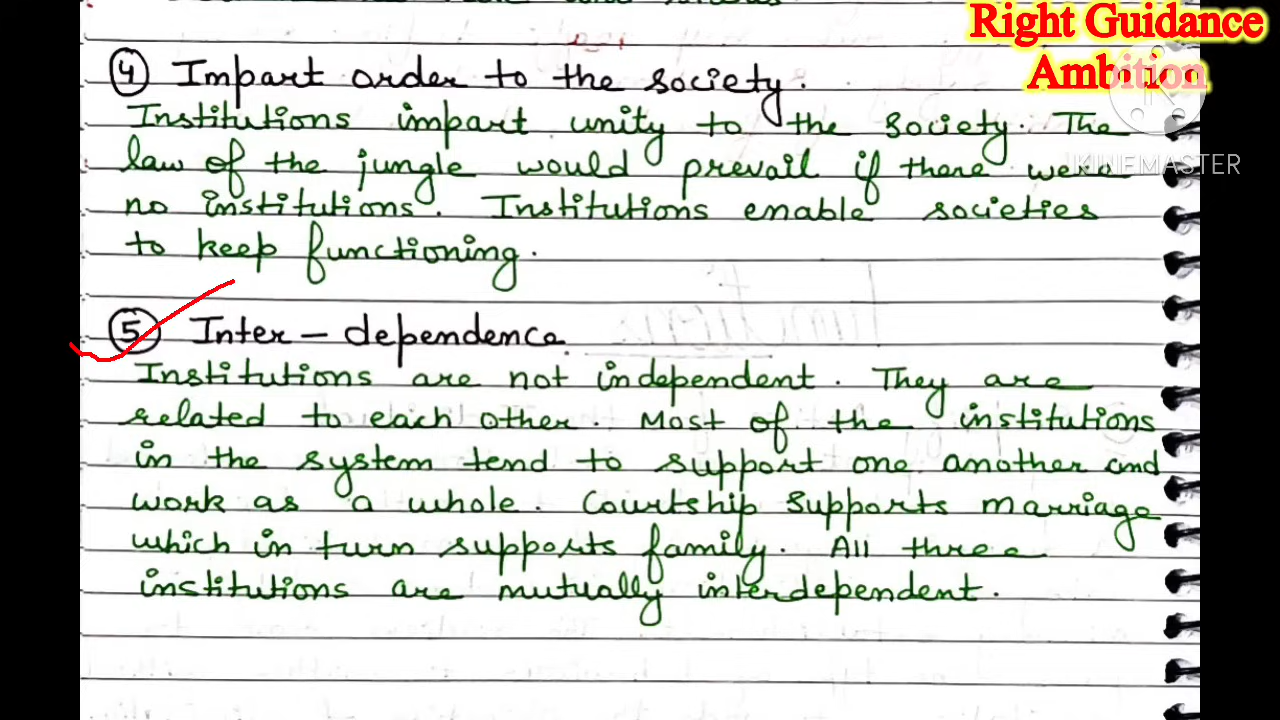 Right Guidance
Ambition
④ Impart order to the society.
Institutions impart unity to the society. The
law of the jungle would prevail if there were
no institutions. Institutions enable societies
to keep functioning.
⑤ Inter-dependence
Institutions are not independent. They are
related to each other. Most of the institutions
in the system tend to support one another and
work as a whole. Courtship supports marriage
which in turn supports family. All three
institutions are mutually interdependent.
KINEMASTER